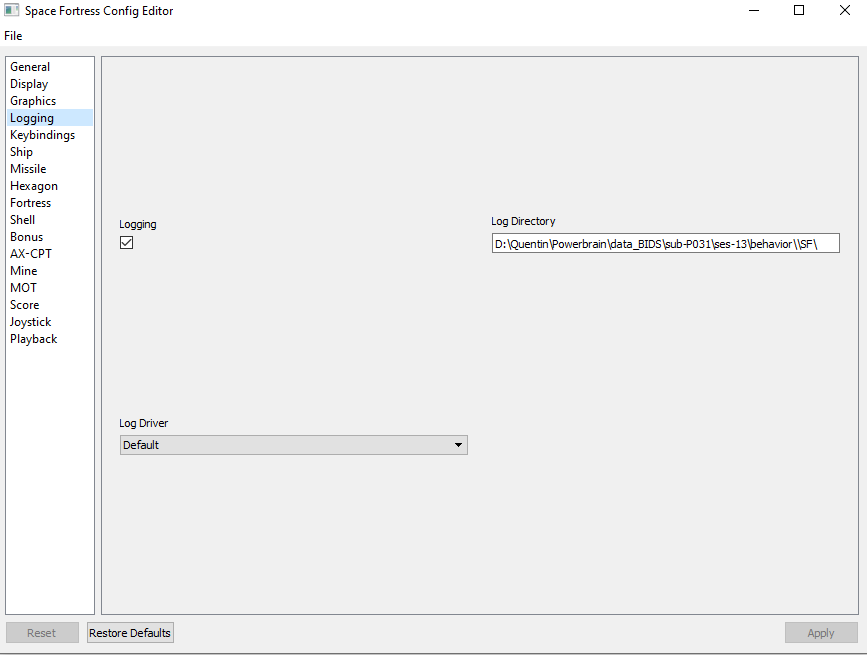 Space Fortress Config Editor
File
General
Display
Graphics
Logging
Keybindings
Ship
Missile
Hexagon
Fortress
Shell
Bonus
AX-CPT
Mine
MOT
Score
Joystick
Playback
Logging
Log Directory
D:\Quentin\Powerbrain\data_BIDS\sub-P031\ses-13\behavior\\SF\
Log Driver
Default
Reset
Restore Defaults
Apply